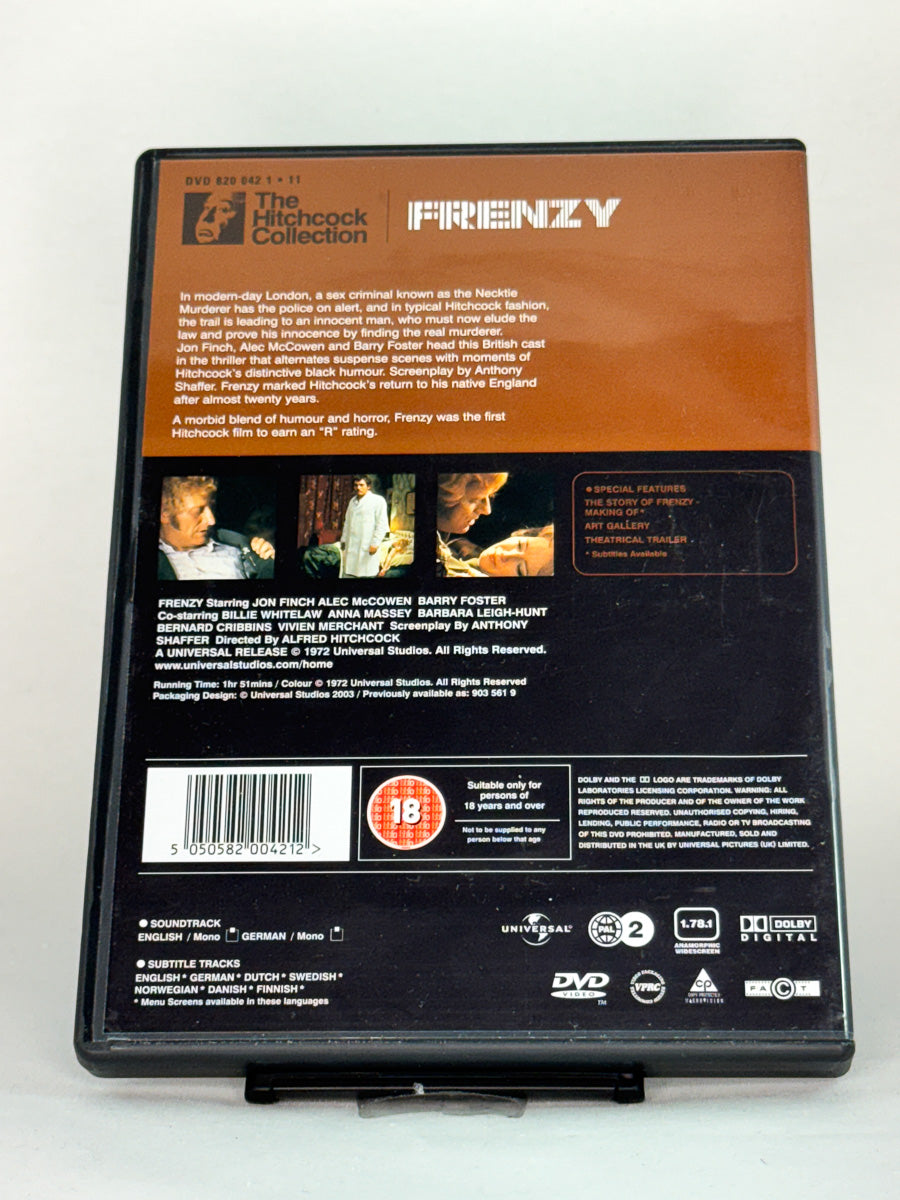 DVD 820 042 1 • 11
The
Hitchcock
Collection
FRENZY
In modern-day London, a sex criminal known as the Necktie
Murderer has the police on alert, and in typical Hitchcock fashion,
the trail is leading to an innocent man, who must now elude the
law and prove his innocence by finding the real murderer.
Jon Finch, Alec McCowen and Barry Foster head this British cast
in the thriller that alternates suspense scenes with moments of
Hitchcock's distinctive black humour. Screenplay by Anthony
Shaffer. Frenzy marked Hitchcock's return to his native England
after almost twenty years.
A morbid blend of humour and horror, Frenzy was the first
Hitchcock film to earn an "R" rating.
• SPECIAL FEATURES
THE STORY OF FRENZY -
MAKING OF*
ART GALLERY
THEATRICAL TRAILER
* Subtitles Available
FRENZY Starring JON FINCH ALEC McCOWEN BARRY FOSTER
Co-starring BILLIE WHITELAW ANNA MASSEY BARBARA LEIGH-HUNT
BERNARD CRIBBINS VIVIEN MERCHANT Screenplay By ANTHONY
SHAFFER Directed By ALFRED HITCHCOCK
A UNIVERSAL RELEASE © 1972 Universal Studios. All Rights Reserved.
www.universalstudios.com/home
Running Time: 1hr 51mins / Colour © 1972 Universal Studios. All Rights Reserved
Packaging Design: © Universal Studios 2003 / Previously available as: 903 561 9
5 050582 004212 >
18
Suitable only for
persons of
18 years and over
Not to be supplied to any
person below that age
DOLBY AND THE DD LOGO ARE TRADEMARKS OF DOLBY
LABORATORIES LICENSING CORPORATION. WARNING: ALL
RIGHTS OF THE PRODUCER AND OF THE OWNER OF THE WORK
REPRODUCED RESERVED. UNAUTHORISED COPYING, HIRING,
LENDING, PUBLIC PERFORMANCE, RADIO OR TV BROADCASTING
OF THIS DVD PROHIBITED. MANUFACTURED, SOLD AND
DISTRIBUTED IN THE UK BY UNIVERSAL PICTURES (UK) LIMITED.
• SOUNDTRACK
ENGLISH / Mono GERMAN / Mono
• SUBTITLE TRACKS
ENGLISH * GERMAN * DUTCH * SWEDISH *
NORWEGIAN * DANISH * FINNISH *
* Menu Screens available in these languages
UNIVERSAL
PAL 2
1.78.1
ANAMORPHIC
WIDESCREEN
DOLBY
DIGITAL
DVD
VIDEO
TM
VPRC
CP
COPY PROTECTED
MACROVISION
FACT